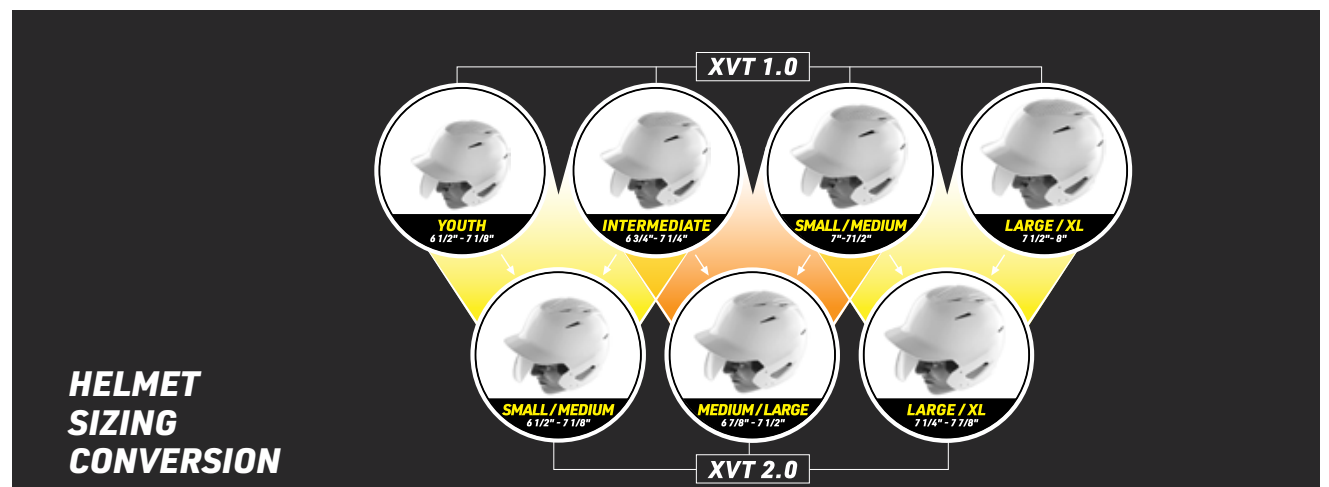 XVT 1.0
YOUTH
6 1/2" - 7 1/8"
INTERMEDIATE
6 3/4"- 7 1/4"
SMALL / MEDIUM
7"-71/2"
LARGE / XL
7 1/2"- 8"
SMALL / MEDIUM
6 1/2" - 7 1/8"
MEDIUM / LARGE
6 7/8" - 7 1/2"
LARGE / XL
7 1/4" - 7 7/8"
XVT 2.0
HELMET
SIZING
CONVERSION